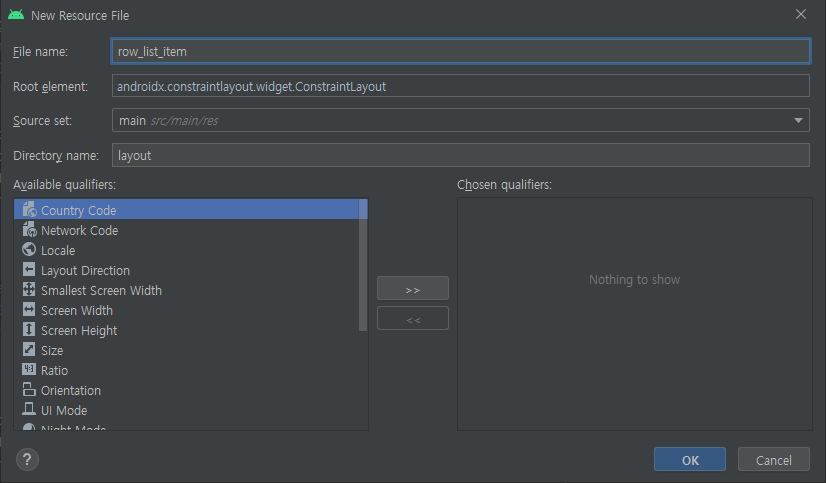 New Resource File
File name: row_list_item
Root element: androidx.constraintlayout.widget.ConstraintLayout
Source set: main src/main/res
Directory name: layout
Available qualifiers:
Chosen qualifiers:
Country Code
Network Code
Locale
Layout Direction
Smallest Screen Width
Screen Width
Screen Height
Size
Ratio
Orientation
UI Mode
Night Mode
>>
<<
Nothing to show
?
OK
Cancel